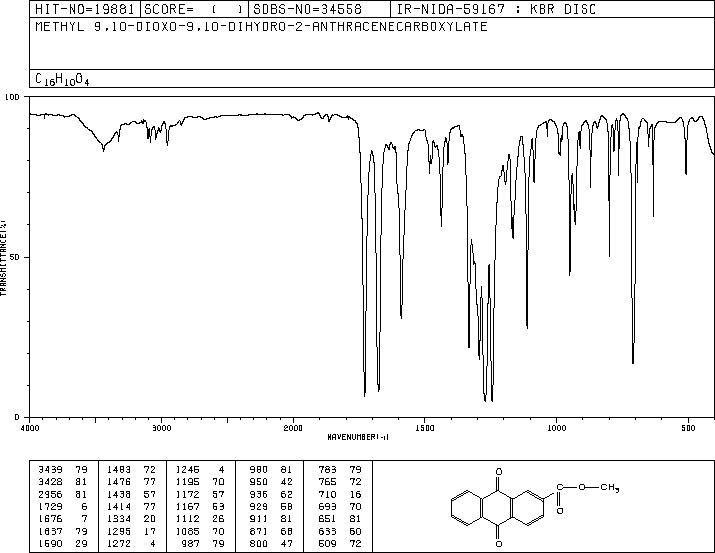 HIT-NO=19881 SCORE= ( ) SDBS-NO=34558 IR-NIDA-59167 : KBR DISC
METHYL 9,10-DIOXO-9,10-DIHYDRO-2-ANTHRACENECARBOXYLATE
C16H10O4
100
50
0
TRANSMITTANCE(%)
4000 3000 2000 1500 1000 500
WAVENUMBER(-1)
3439 79 1483 72 1246 4 980 81 783 79
3428 81 1476 77 1195 70 950 42 765 72
2956 81 1438 57 1172 57 936 62 710 16
1729 6 1414 77 1167 53 929 58 693 70
1676 7 1334 20 1112 26 911 81 651 81
1637 79 1295 17 1085 70 871 68 633 60
1590 29 1272 4 987 79 800 47 509 72
O
C—O—CH3
O
O